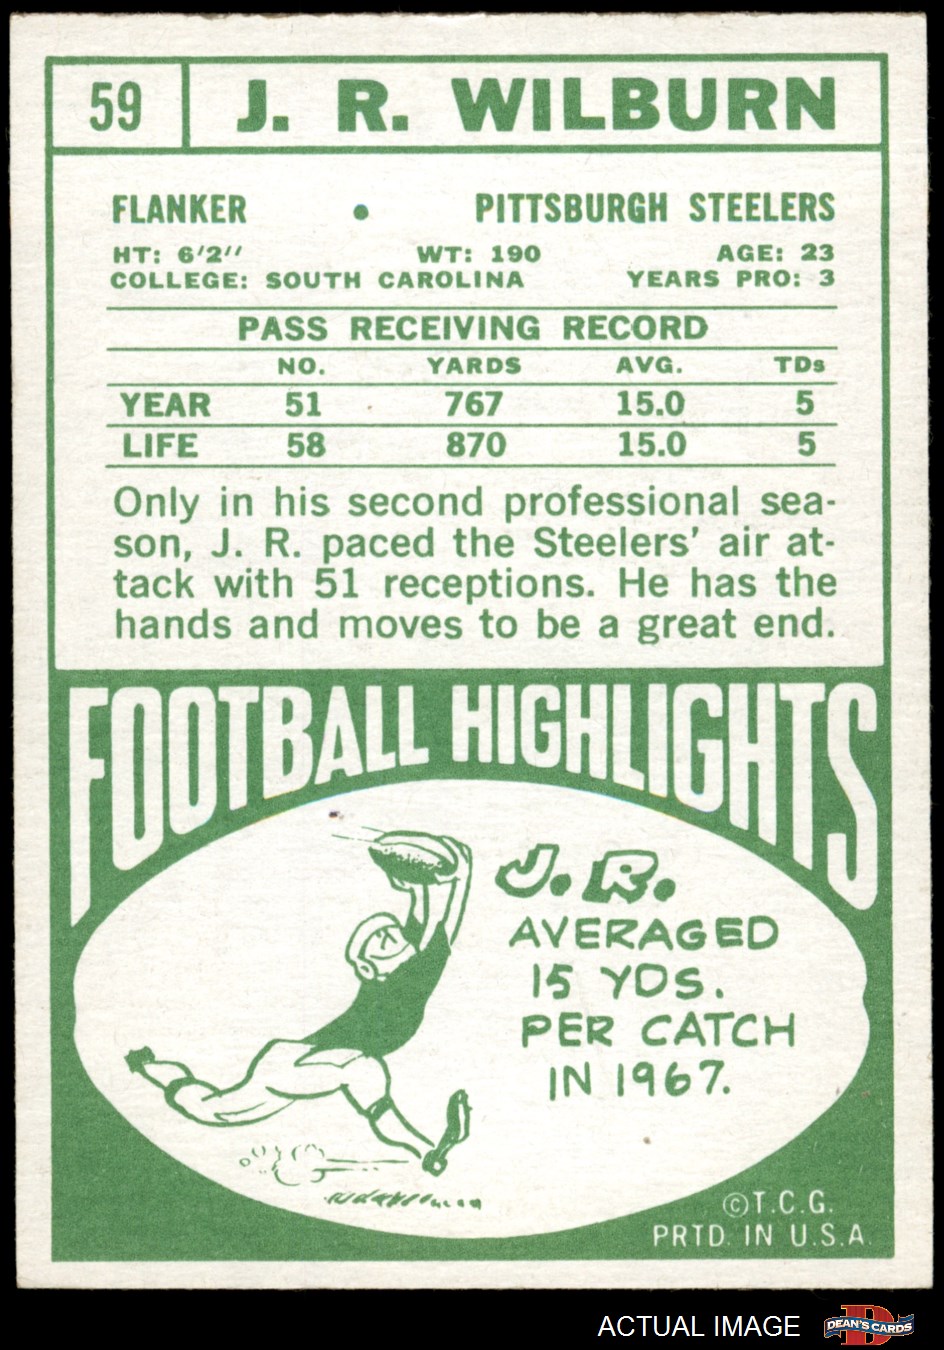 59 J. R. WILBURN
FLANKER • PITTSBURGH STEELERS
HT: 6'2'' WT: 190 AGE: 23
COLLEGE: SOUTH CAROLINA YEARS PRO: 3
PASS RECEIVING RECORD
NO. YARDS AVG. TDs
YEAR 51 767 15.0 5
LIFE 58 870 15.0 5
Only in his second professional sea-
son, J. R. paced the Steelers' air at-
tack with 51 receptions. He has the
hands and moves to be a great end.
FOOTBALL HIGHLIGHTS
J. R.
AVERAGED
15 YDS.
PER CATCH
IN 1967.
©T.C.G.
PRTD. IN U.S.A.
ACTUAL IMAGE D DEAN'S CARDS